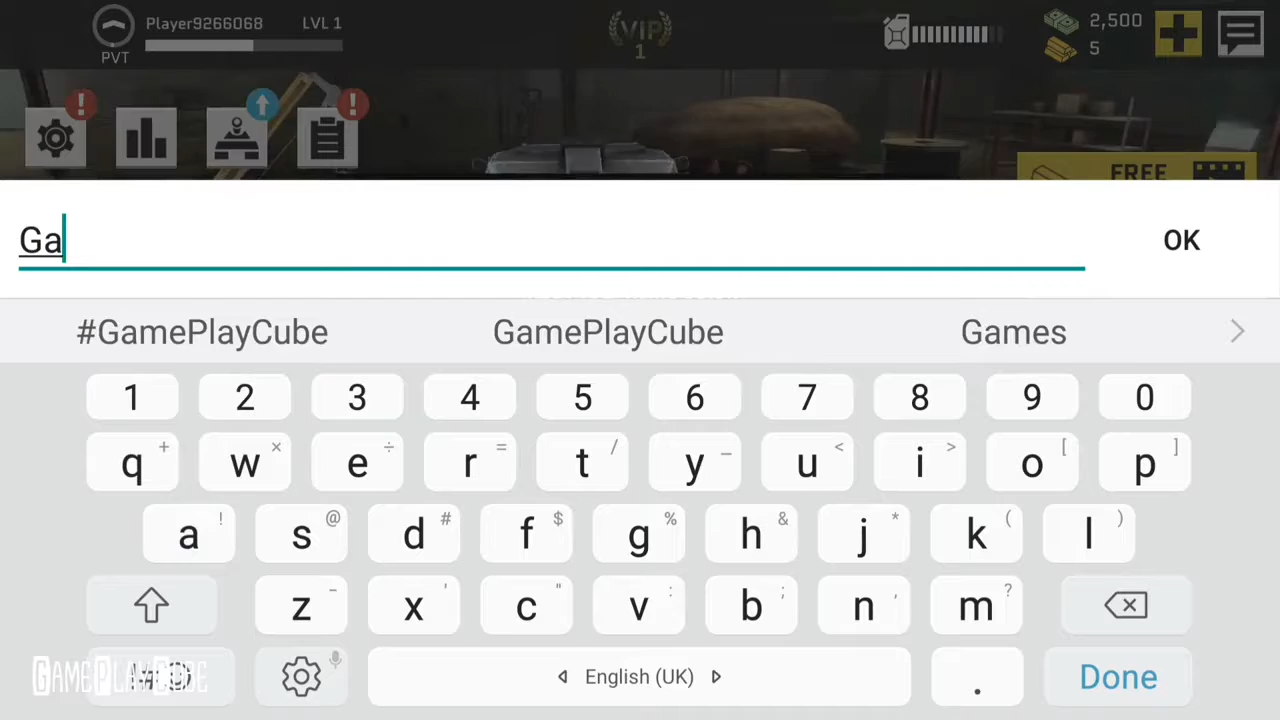 Player9266068 LVL 1
PVT
VIP
1
2,500
5
FREE
Ga
OK
#GamePlayCube GamePlayCube Games
1 2 3 4 5 6 7 8 9 0
q + w × e ÷ r = t / y _ u < i > o [ p ]
a ! s @ d # f $ g % h & j * k ( l )
z - x ' c " v : b ; n , m ?
GamePlayCube
English (UK) . Done